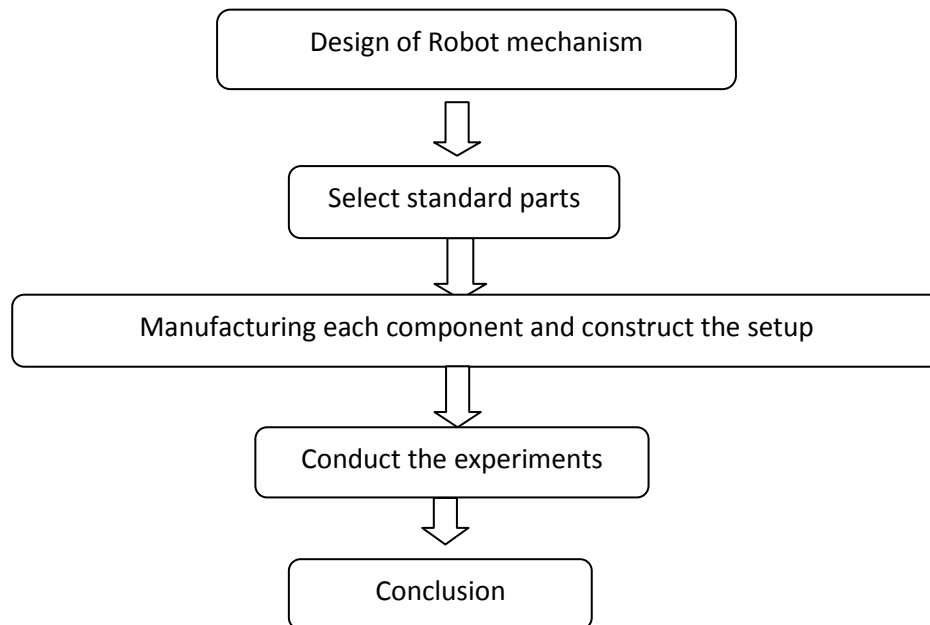 Design of Robot mechanism
Select standard parts
Manufacturing each component and construct the setup
Conduct the experiments
Conclusion